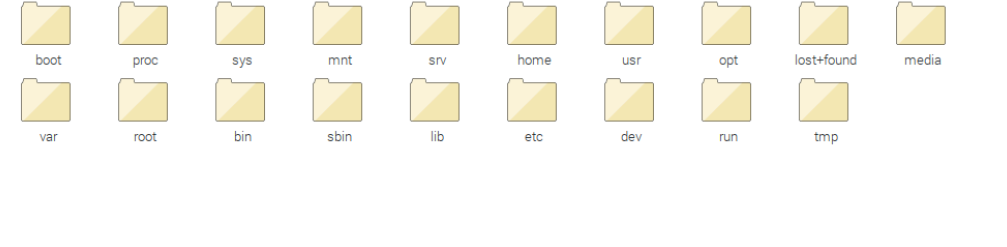 boot proc sys mnt srv home usr opt lost+found media
var root bin sbin lib etc dev run tmp